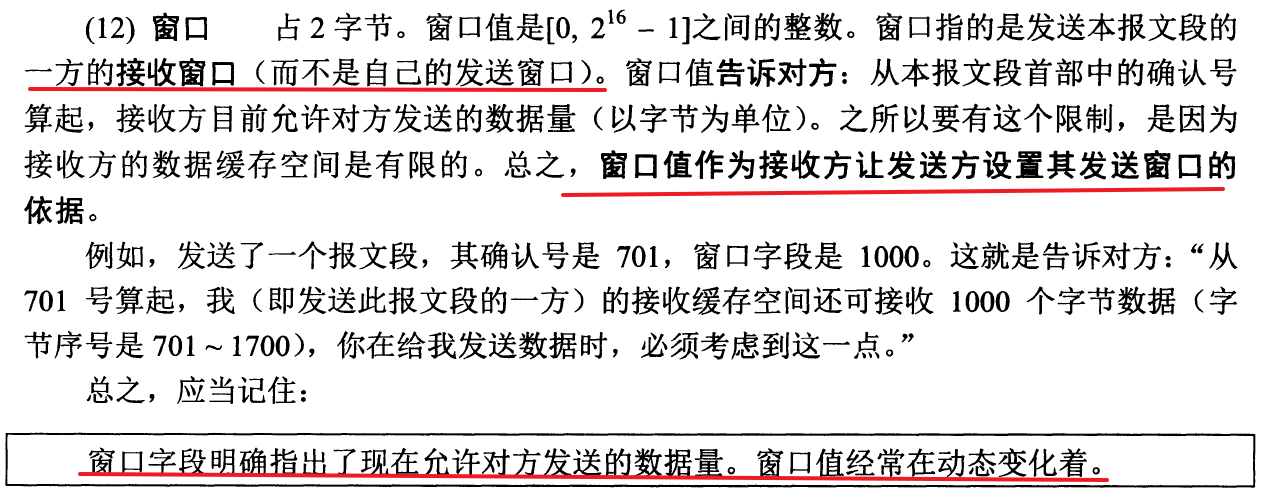 (12) 窗口 占 2 字节。窗口值是[0, 2¹⁶ – 1]之间的整数。窗口指的是发送本报文段的
一方的接收窗口（而不是自己的发送窗口）。窗口值告诉对方：从本报文段首部中的确认号
算起，接收方目前允许对方发送的数据量（以字节为单位）。之所以要有这个限制，是因为
接收方的数据缓存空间是有限的。总之，窗口值作为接收方让发送方设置其发送窗口的
依据。
例如，发送了一个报文段，其确认号是 701，窗口字段是 1000。这就是告诉对方：“从
701 号算起，我（即发送此报文段的一方）的接收缓存空间还可接收 1000 个字节数据（字
节序号是 701 ~ 1700），你在给我发送数据时，必须考虑到这一点。”
总之，应当记住：
窗口字段明确指出了现在允许对方发送的数据量。窗口值经常在动态变化着。